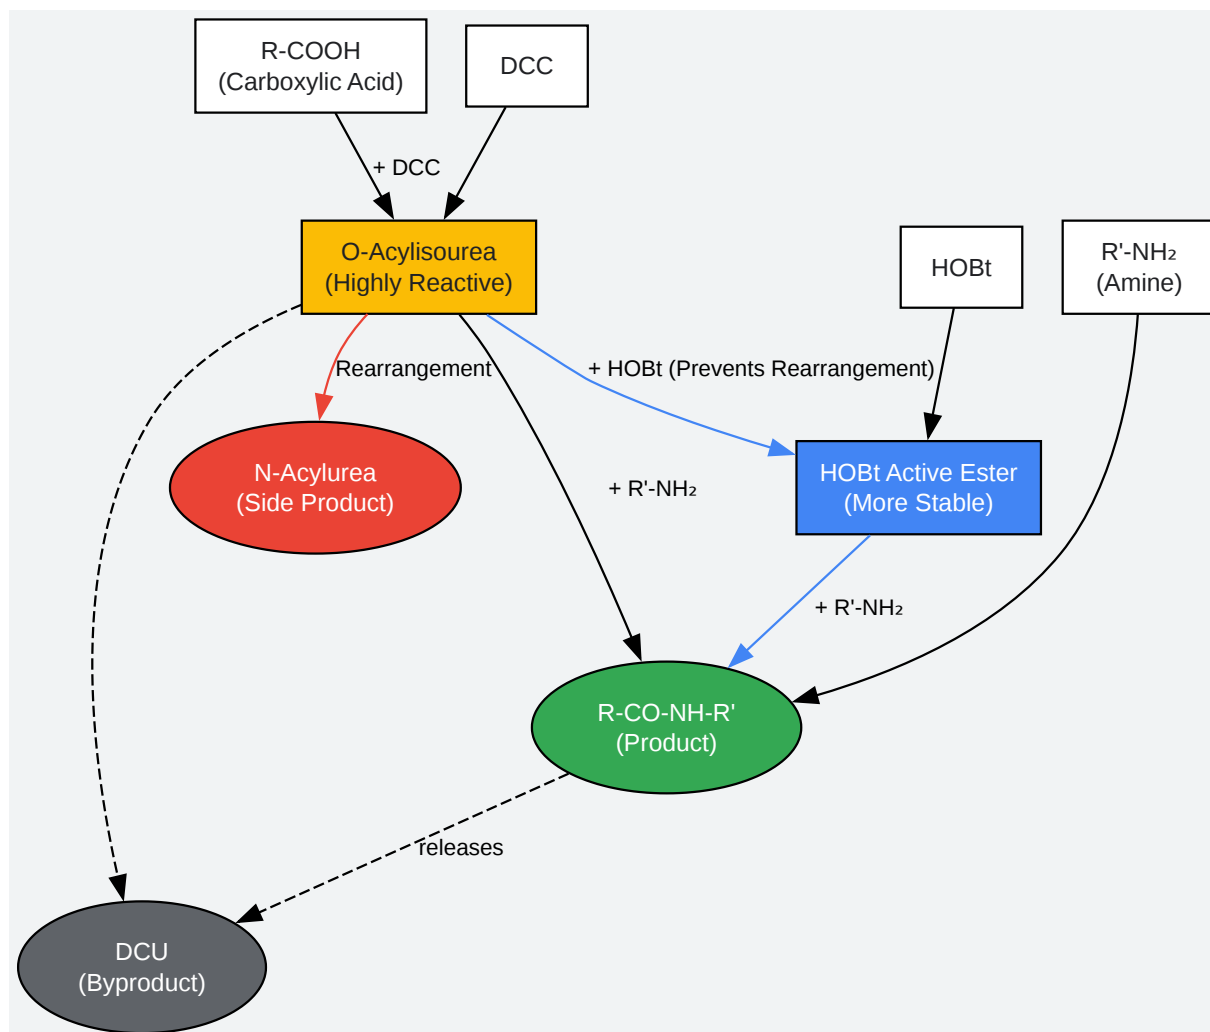 R-COOH
(Carboxylic Acid)
DCC
+ DCC
O-Acylisourea
(Highly Reactive)
HOBt
R'-NH₂
(Amine)
Rearrangement
+ HOBt (Prevents Rearrangement)
N-Acylurea
(Side Product)
+ R'-NH₂
HOBt Active Ester
(More Stable)
+ R'-NH₂
R-CO-NH-R'
(Product)
releases
DCU
(Byproduct)